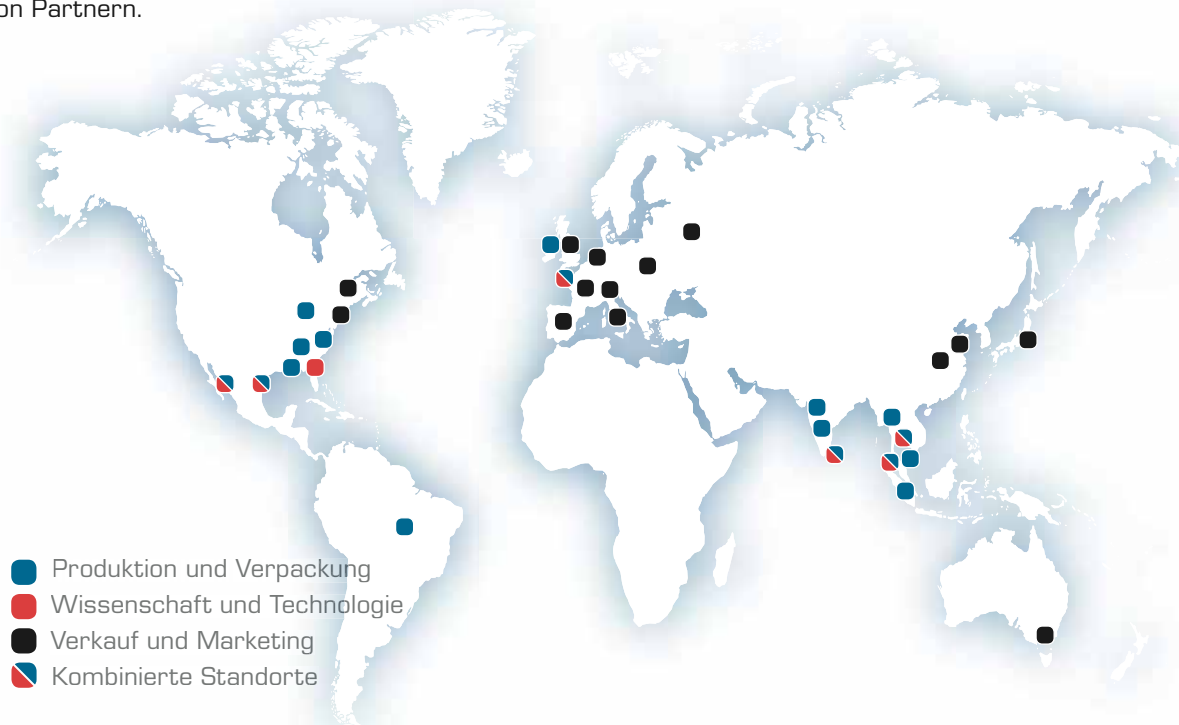 on Partnern.
Produktion und Verpackung
Wissenschaft und Technologie
Verkauf und Marketing
Kombinierte Standorte